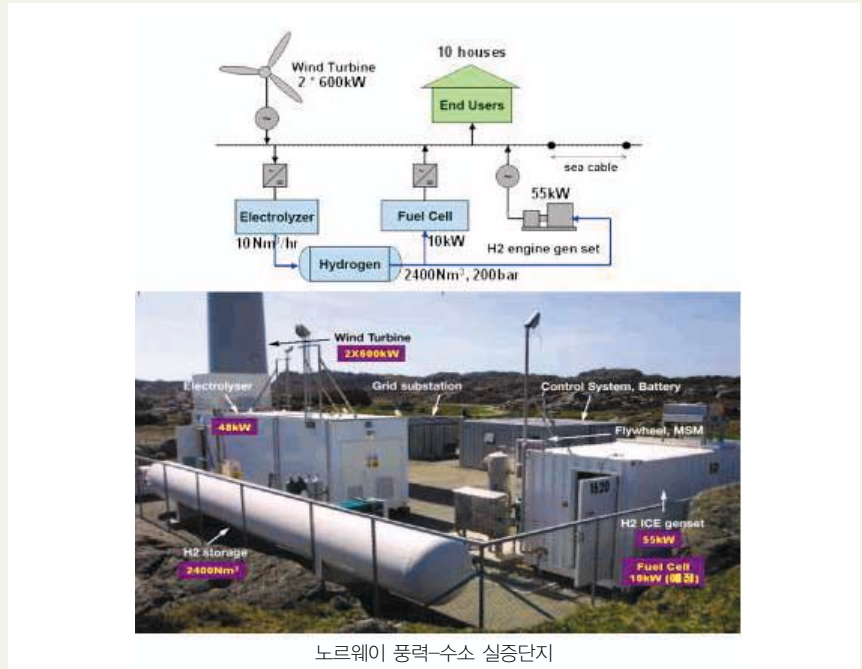 10 houses
Wind Turbine
2 * 600kW
End Users
sea cable
55kW
Electrolyzer
Fuel Cell
10Nm³/hr
10kW
H2 engine gen set
Hydrogen
2400Nm³, 200bar
Wind Turbine
2X600kW
Electrolyser
Grid substation
Control System, Battery
48kW
Flywheel, MSM
1620
H2 ICE genset
55kW
H2 storage
2400Nm³
Fuel Cell
10kW (예정)
노르웨이 풍력–수소 실증단지